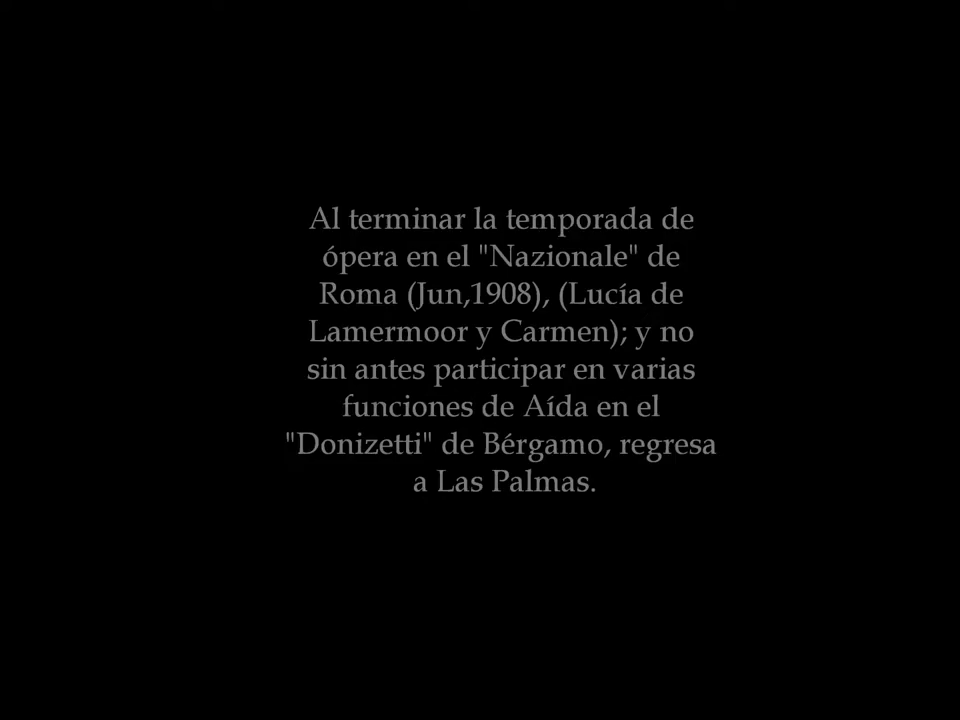 Al terminar la temporada de
ópera en el "Nazionale" de
Roma (Jun,1908), (Lucía de
Lamermoor y Carmen); y no
sin antes participar en varias
funciones de Aída en el
"Donizetti" de Bérgamo, regresa
a Las Palmas.